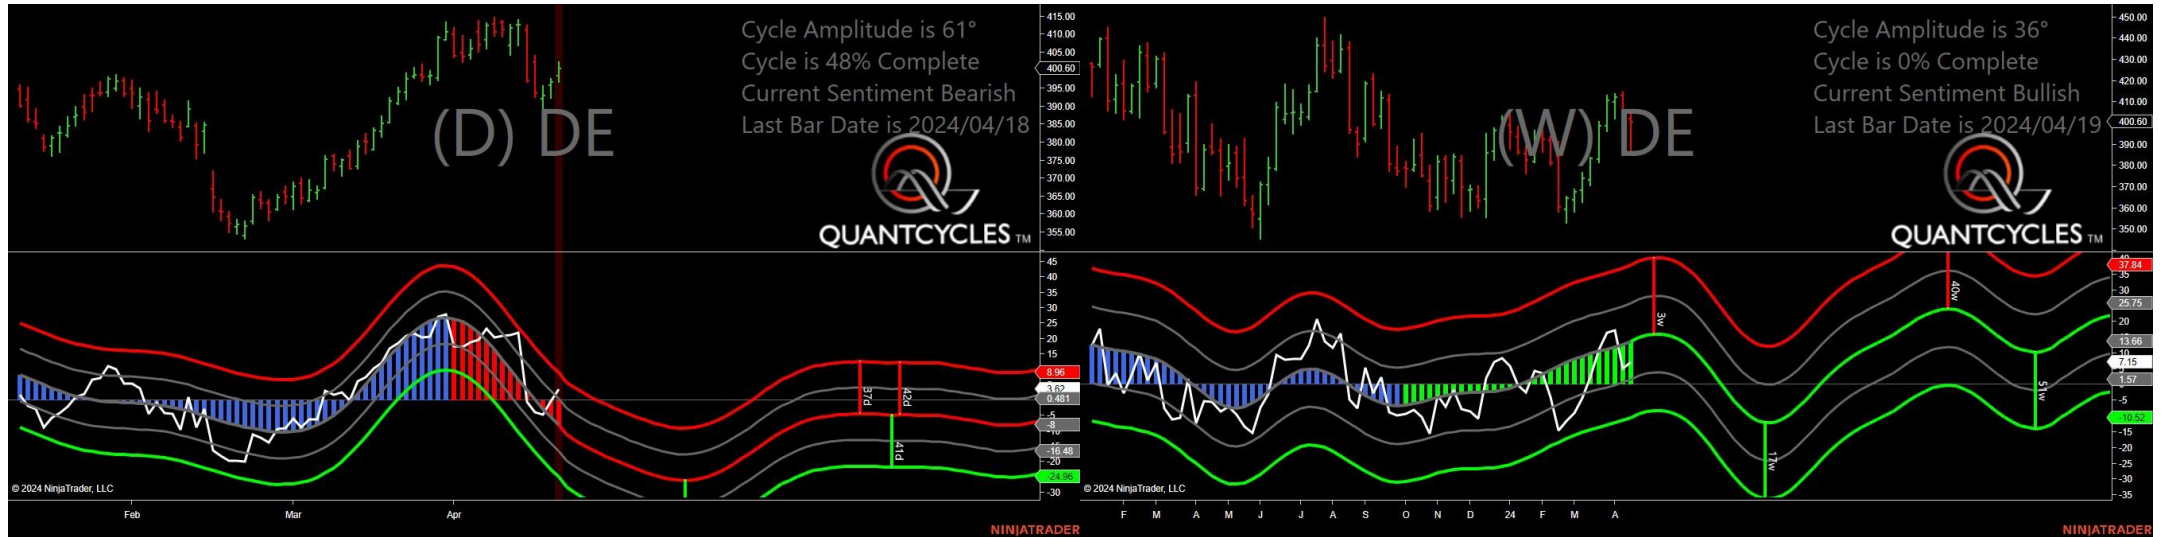 Cycle Amplitude is 61°
Cycle is 48% Complete
Current Sentiment Bearish
Last Bar Date is 2024/04/18
(D) DE
QUANTCYCLES TM
415.00
410.00
405.00
400.60
395.00
390.00
385.00
380.00
375.00
370.00
365.00
360.00
355.00
45
40
35
30
25
20
15
8.96
3.62
0.481
-5
-8
-16.48
-20
-24.96
-30
37d
42d
41d
© 2024 NinjaTrader, LLC
Feb
Mar
Apr
NINJATRADER
Cycle Amplitude is 36°
Cycle is 0% Complete
Current Sentiment Bullish
Last Bar Date is 2024/04/19
(W) DE
QUANTCYCLES TM
450.00
440.00
430.00
420.00
410.00
400.60
390.00
380.00
370.00
360.00
350.00
37.84
35
30
25.75
20
13.66
10
7.15
1.57
-5
-10.52
-15
-20
-25
-30
-35
3w
17w
40w
51w
© 2024 NinjaTrader, LLC
F
M
A
M
J
J
A
S
O
N
D
24
F
M
A
NINJATRADER